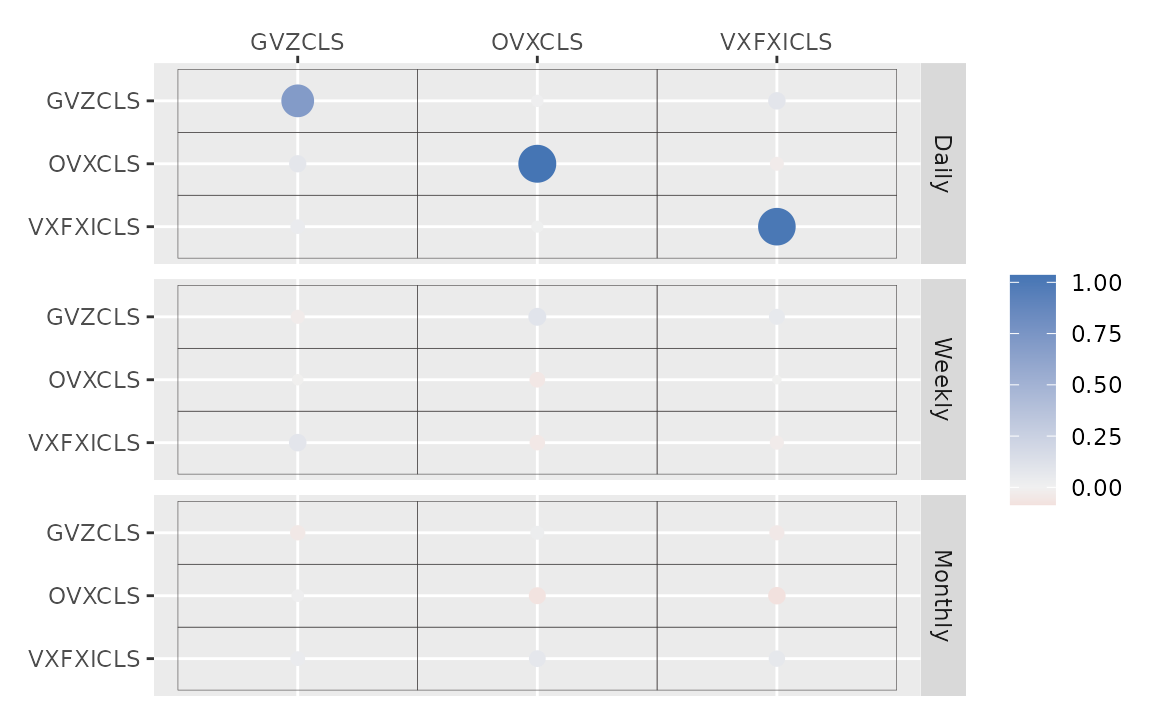 GVZCLS OVXCLS VXFXICLS
GVZCLS
OVXCLS
VXFXICLS
Daily
GVZCLS
OVXCLS
VXFXICLS
Weekly
GVZCLS
OVXCLS
VXFXICLS
Monthly
1.00
0.75
0.50
0.25
0.00